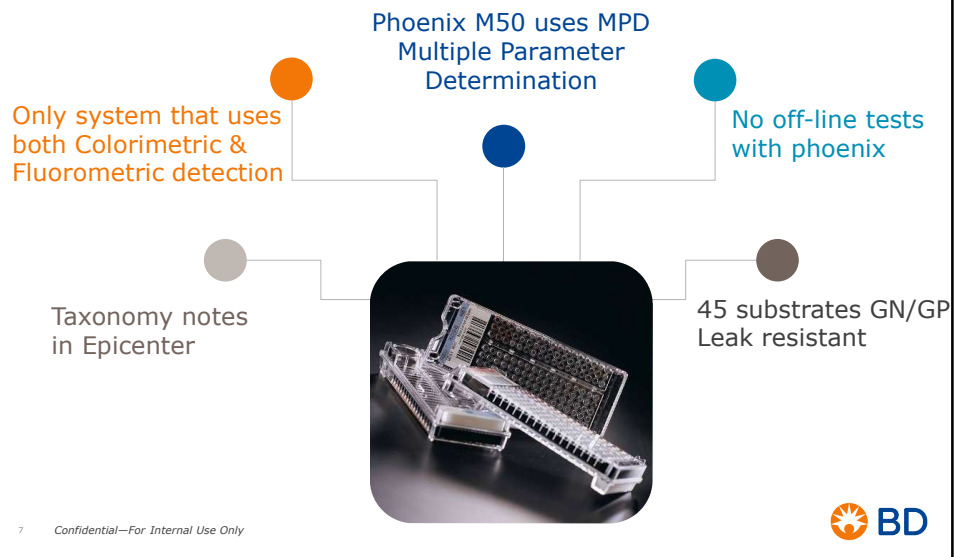 Phoenix M50 uses MPD
Multiple Parameter
Determination
Only system that uses
both Colorimetric &
Fluorometric detection
No off-line tests
with phoenix
Taxonomy notes
in Epicenter
45 substrates GN/GP
Leak resistant
7
Confidential—For Internal Use Only
BD